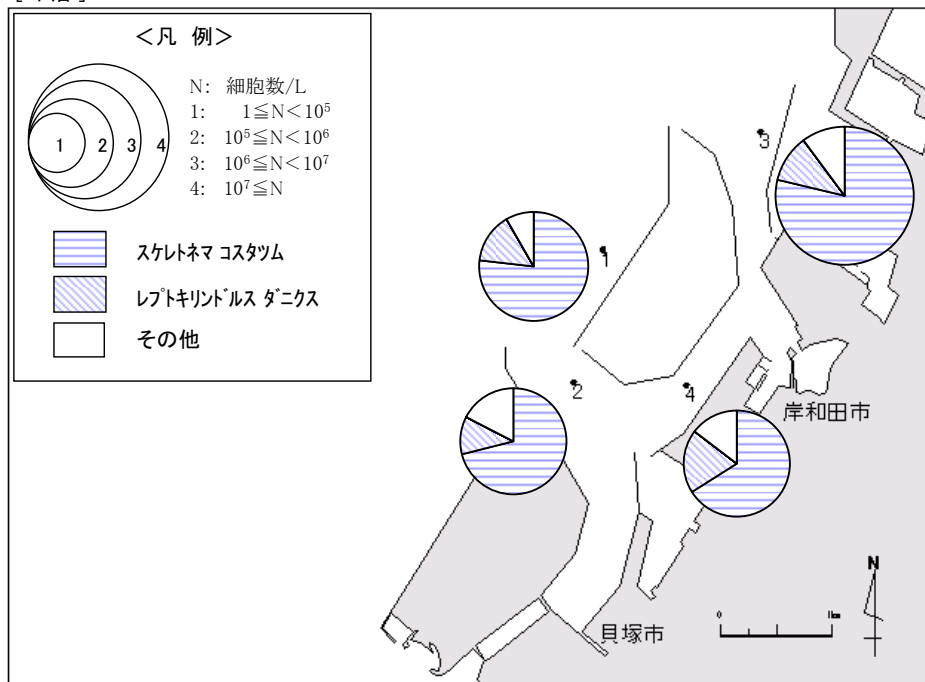 <凡 例>
N: 細胞数/L
1: 1≦N<10⁵
2: 10⁵≦N<10⁶
3: 10⁶≦N<10⁷
4: 10⁷≦N
1 2 3 4
スケレトネマ コスタツム
レプトキリンドルス ダニクス
その他
3
1
2
4
岸和田市
貝塚市
0 1km
N